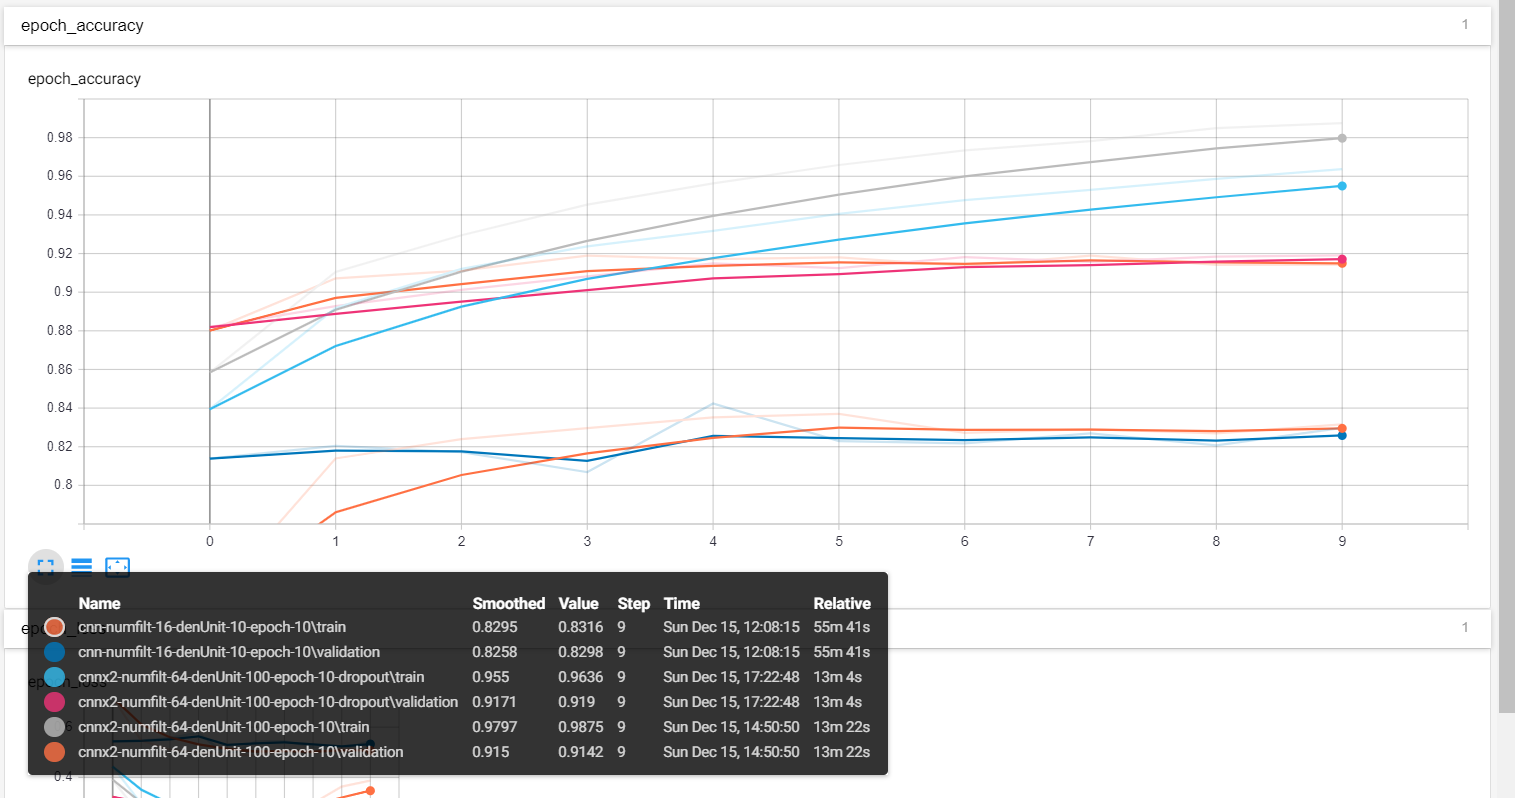 epoch_accuracy 1
epoch_accuracy
0.98
0.96
0.94
0.92
0.9
0.88
0.86
0.84
0.82
0.8
0 1 2 3 4 5 6 7 8 9
Name Smoothed Value Step Time Relative
cnn-numfilt-16-denUnit-10-epoch-10\train 0.8295 0.8316 9 Sun Dec 15, 12:08:15 55m 41s
1
cnn-numfilt-16-denUnit-10-epoch-10\validation 0.8258 0.8298 9 Sun Dec 15, 12:08:15 55m 41s
cnnx2-numfilt-64-denUnit-100-epoch-10-dropout\train 0.955 0.9636 9 Sun Dec 15, 17:22:48 13m 4s
cnnx2-numfilt-64-denUnit-100-epoch-10-dropout\validation 0.9171 0.919 9 Sun Dec 15, 17:22:48 13m 4s
cnnx2-numfilt-64-denUnit-100-epoch-10\train 0.9797 0.9875 9 Sun Dec 15, 14:50:50 13m 22s
cnnx2-numfilt-64-denUnit-100-epoch-10\validation 0.915 0.9142 9 Sun Dec 15, 14:50:50 13m 22s
0.4